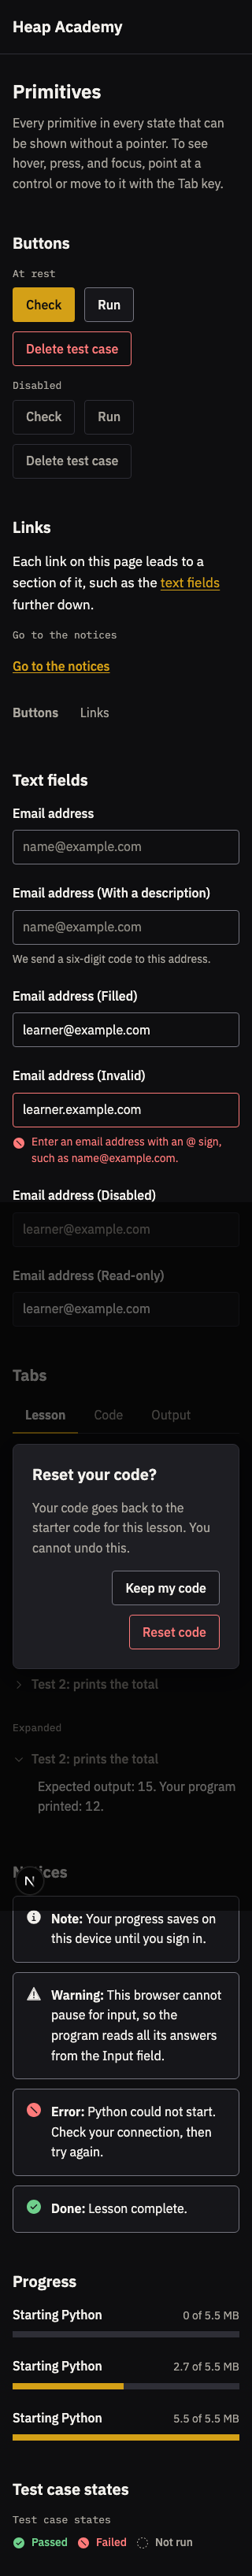 Heap Academy
Primitives
Every primitive in every state that can
be shown without a pointer. To see
hover, press, and focus, point at a
control or move to it with the Tab key.
Buttons
At rest
Check Run
Delete test case
Disabled
Check Run
Delete test case
Links
Each link on this page leads to a
section of it, such as the text fields
further down.
Go to the notices
Go to the notices
Buttons Links
Text fields
Email address
name@example.com
Email address (With a description)
name@example.com
We send a six-digit code to this address.
Email address (Filled)
learner@example.com
Email address (Invalid)
learner.example.com
Enter an email address with an @ sign,
such as name@example.com.
Email address (Disabled)
learner@example.com
Email address (Read-only)
learner@example.com
Tabs
Lesson Code Output
Reset your code?
Your code goes back to the
starter code for this lesson. You
cannot undo this.
Keep my code
Reset code
Test 2: prints the total
Expanded
Test 2: prints the total
Expected output: 15. Your program
printed: 12.
Notices
N
Note: Your progress saves on
this device until you sign in.
Warning: This browser cannot
pause for input, so the
program reads all its answers
from the Input field.
Error: Python could not start.
Check your connection, then
try again.
Done: Lesson complete.
Progress
Starting Python 0 of 5.5 MB
Starting Python 2.7 of 5.5 MB
Starting Python 5.5 of 5.5 MB
Test case states
Test case states
Passed Failed Not run